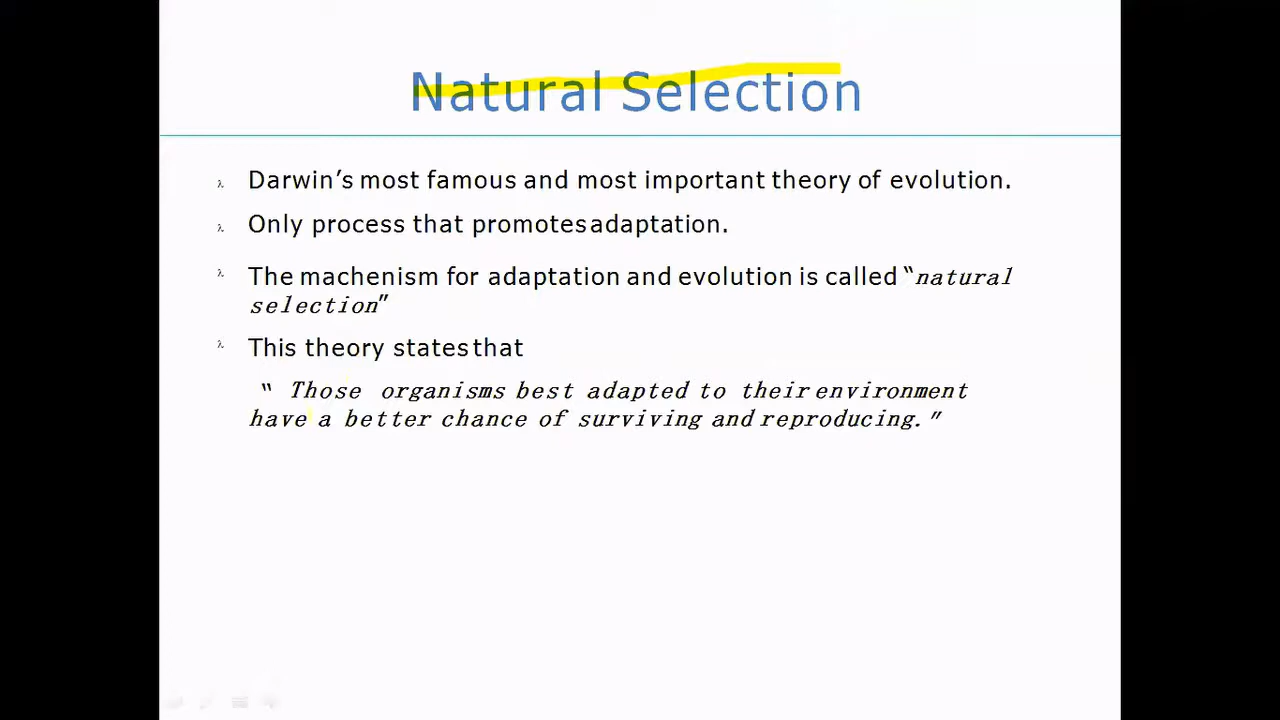 Natural Selection
λ Darwin’s most famous and most important theory of evolution.
λ Only process that promotes adaptation.
λ The machenism for adaptation and evolution is called “natural
selection”
λ This theory states that
“ Those organisms best adapted to their environment
have a better chance of surviving and reproducing.”